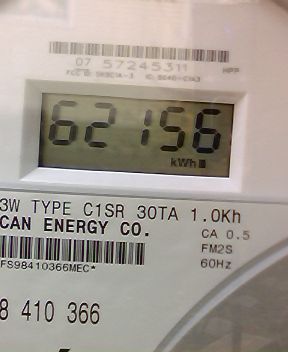 07 57245311
HPP
62156
kWh
3W TYPE C1SR 30TA 1.0Kh
CAN ENERGY CO.
CA 0.5
FM2S
60Hz
FS98410366MEC*
8 410 366